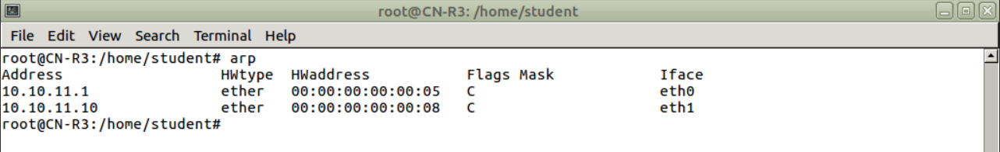 root@CN-R3: /home/student
File Edit View Search Terminal Help
root@CN-R3:/home/student# arp
Address HWtype HWaddress Flags Mask Iface
10.10.11.1 ether 00:00:00:00:00:05 C eth0
10.10.11.10 ether 00:00:00:00:00:08 C eth1
root@CN-R3:/home/student#